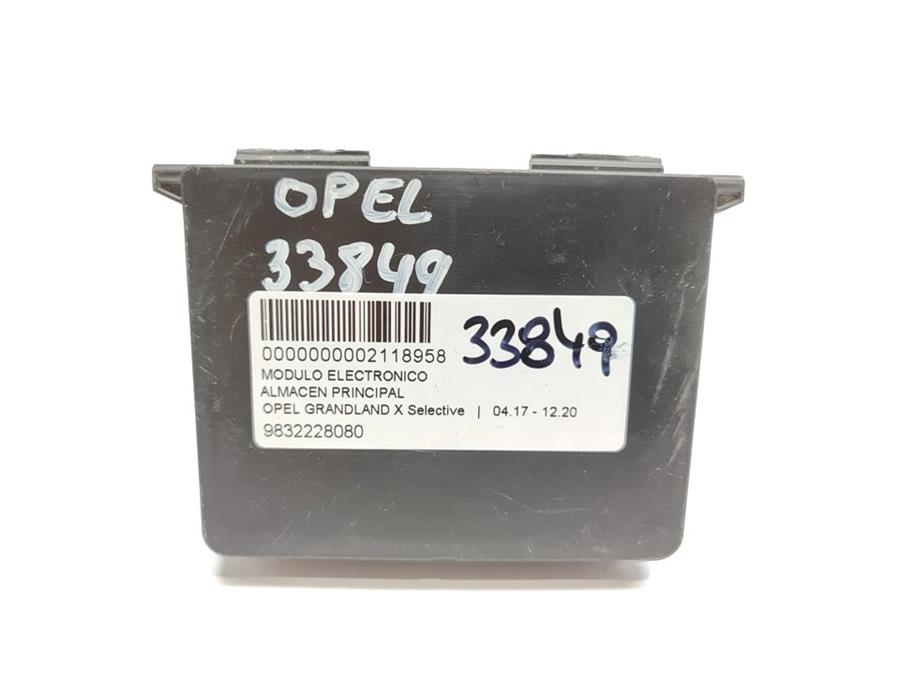 OPEL
33849
0000000002118958
33849
MODULO ELECTRONICO
ALMACEN PRINCIPAL
OPEL GRANDLAND X Selective | 04.17 - 12.20
9832228080